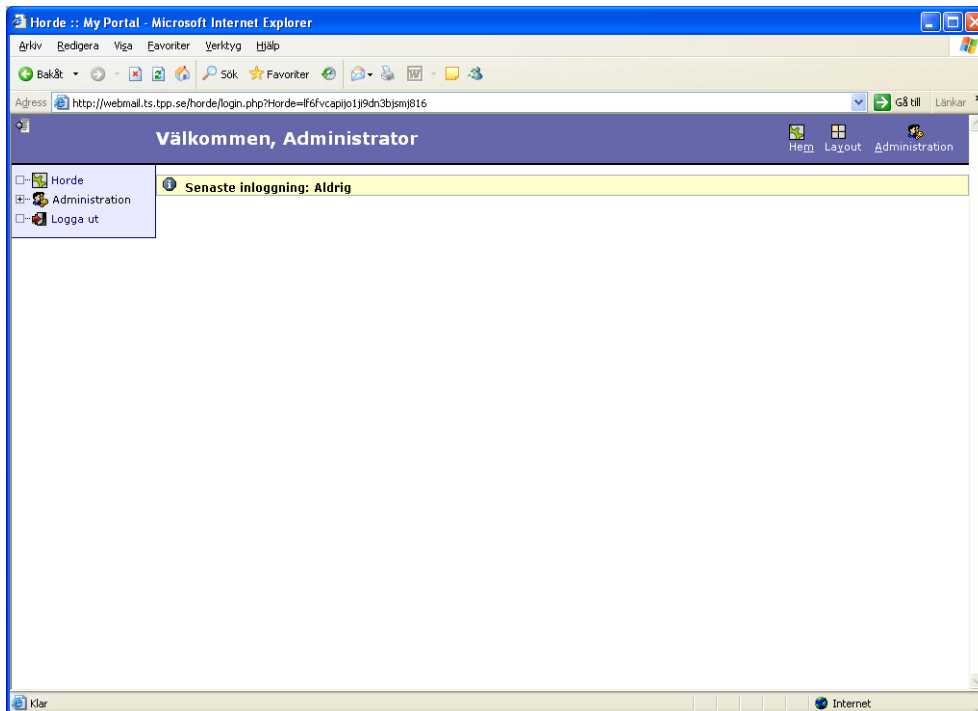 Horde :: My Portal - Microsoft Internet Explorer
Arkiv Redigera Visa Favoriter Verktyg Hjälp
Bakåt Sök Favoriter
Adress http://webmail.ts.tpp.se/horde/login.php?Horde=lf6fvcapijo1ji9dn3bjsmj816 Gå till Länkar
Välkommen, Administrator
Hem Layout Administration
Horde
Administration
Logga ut
Senaste inloggning: Aldrig
Klar Internet